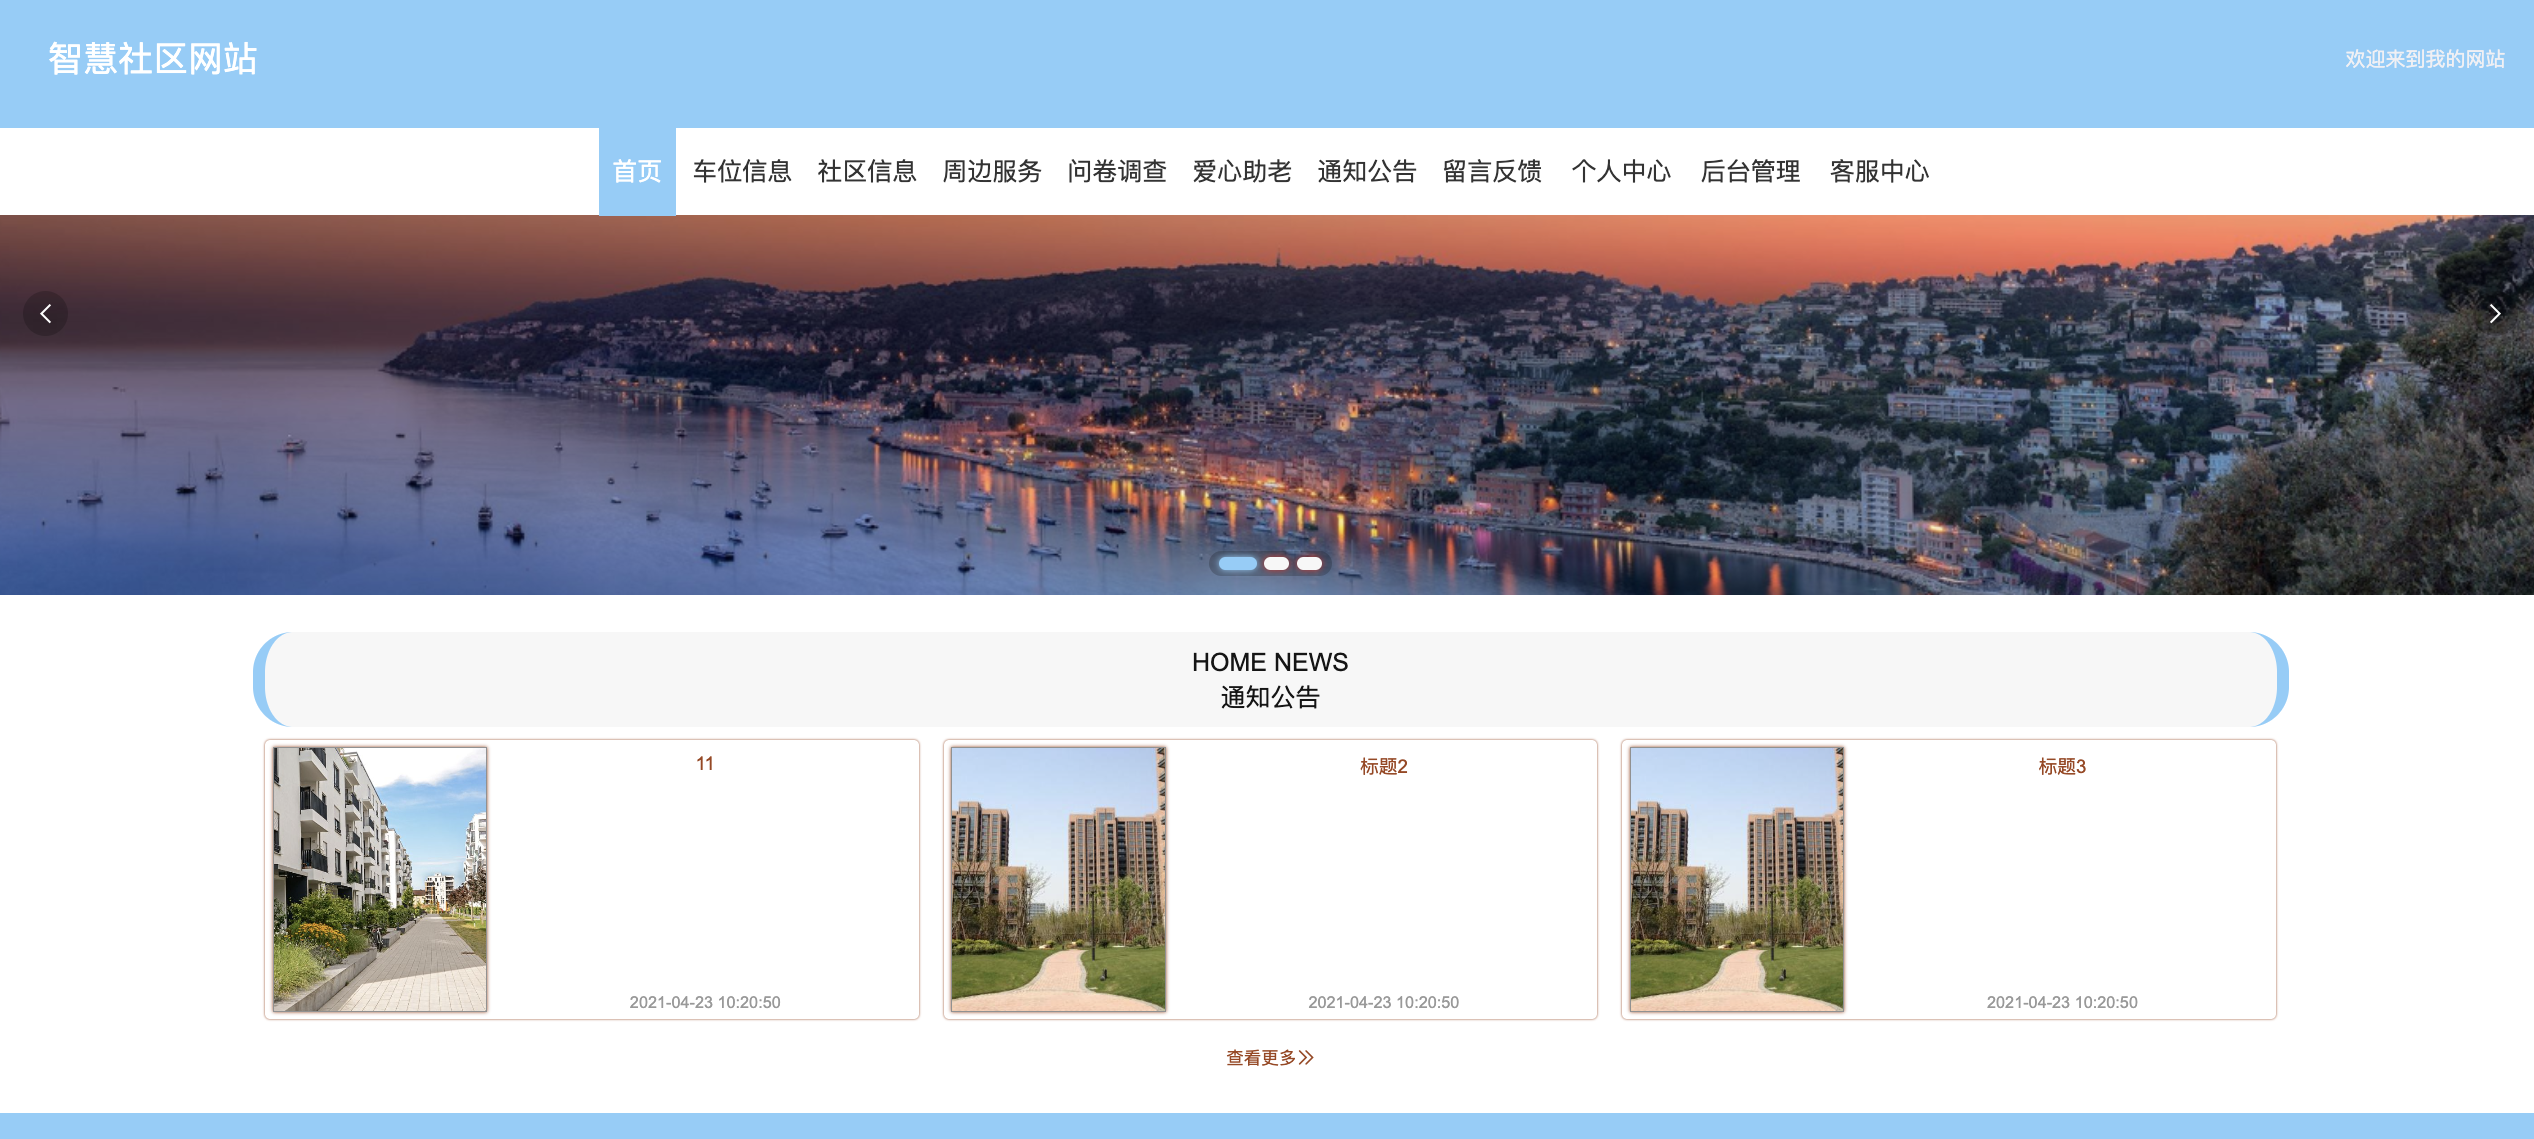 智慧社区网站
欢迎来到我的网站
首页 车位信息 社区信息 周边服务 问卷调查 爱心助老 通知公告 留言反馈 个人中心 后台管理 客服中心
HOME NEWS
通知公告
11
2021-04-23 10:20:50
标题2
2021-04-23 10:20:50
标题3
2021-04-23 10:20:50
查看更多